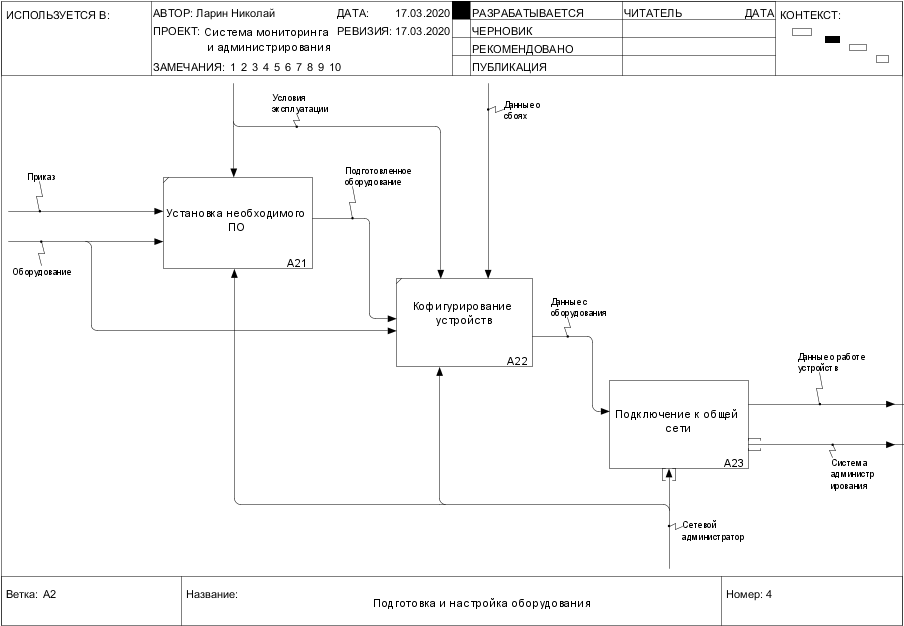 ИСПОЛЬЗУЕТСЯ В:
АВТОР: Ларин Николай
ДАТА: 17.03.2020
ПРОЕКТ: Система мониторинга
и администрирования
РЕВИЗИЯ: 17.03.2020
ЗАМЕЧАНИЯ: 1 2 3 4 5 6 7 8 9 10
РАЗРАБАТЫВАЕТСЯ
ЧЕРНОВИК
РЕКОМЕНДОВАНО
ПУБЛИКАЦИЯ
ЧИТАТЕЛЬ
ДАТА
КОНТЕКСТ:
Условия
эксплуатации
Данные о
сбоях
Приказ
Подготовленное
оборудование
Установка необходимого
ПО
A21
Оборудование
Кофигурирование
устройств
A22
Данные с
оборудования
Данные о работе
устройств
Подключение к общей
сети
A23
Система
администр
ирования
Сетевой
администратор
Ветка: A2
Название:
Подготовка и настройка оборудования
Номер: 4